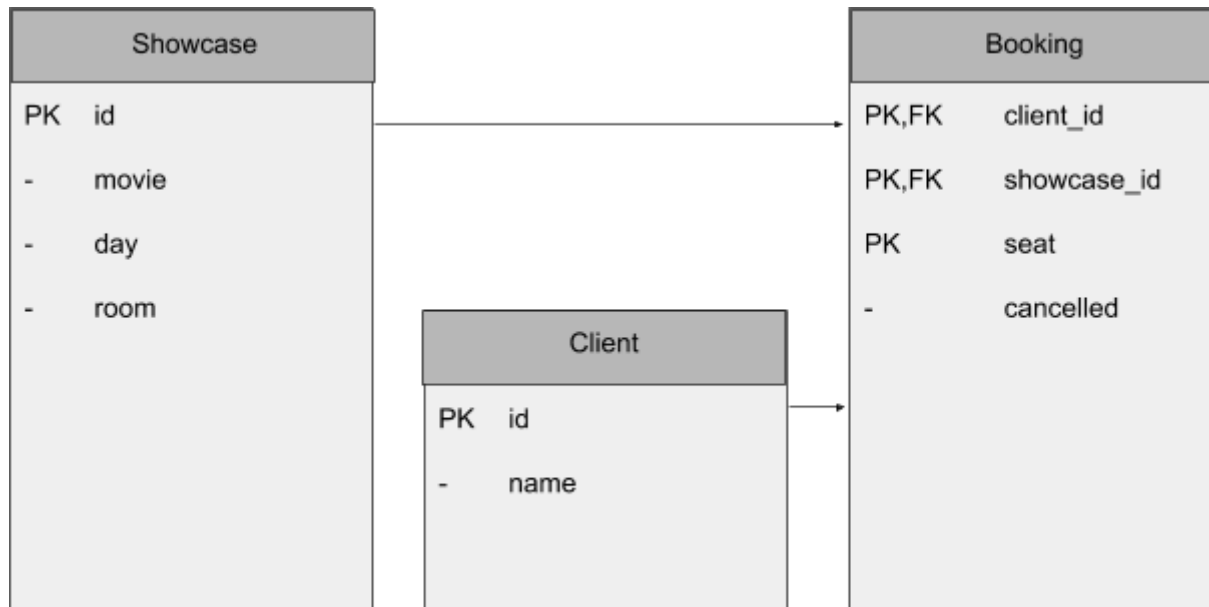 Showcase
PK id
- movie
- day
- room
Client
PK id
- name
Booking
PK,FK client_id
PK,FK showcase_id
PK seat
- cancelled